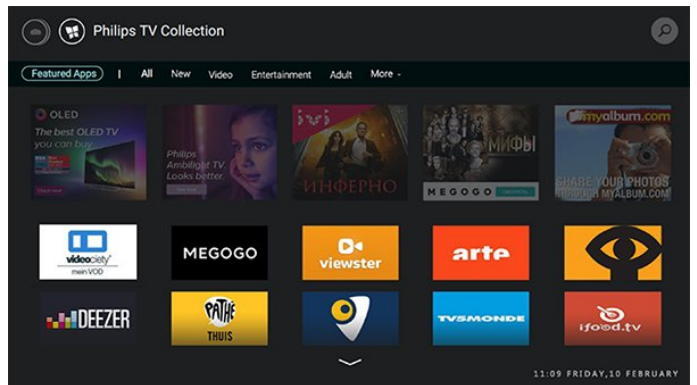 Philips TV Collection
Featured Apps | All New Video Entertainment Adult More
OLED
The best OLED TV
you can buy
Philips
Ambilight TV.
Looks better.
ivi
ИНФЕРНО
МИФЫ
MEGOGO
myalbum.com
SHARE YOUR PHOTOS
THROUGH MYALBUM.COM
videociety
mein VOD
MEGOGO
viewster
arte
DEEZER
PATHÉ
THUIS
TV5MONDE
ifood.tv
11:09 FRIDAY,10 FEBRUARY